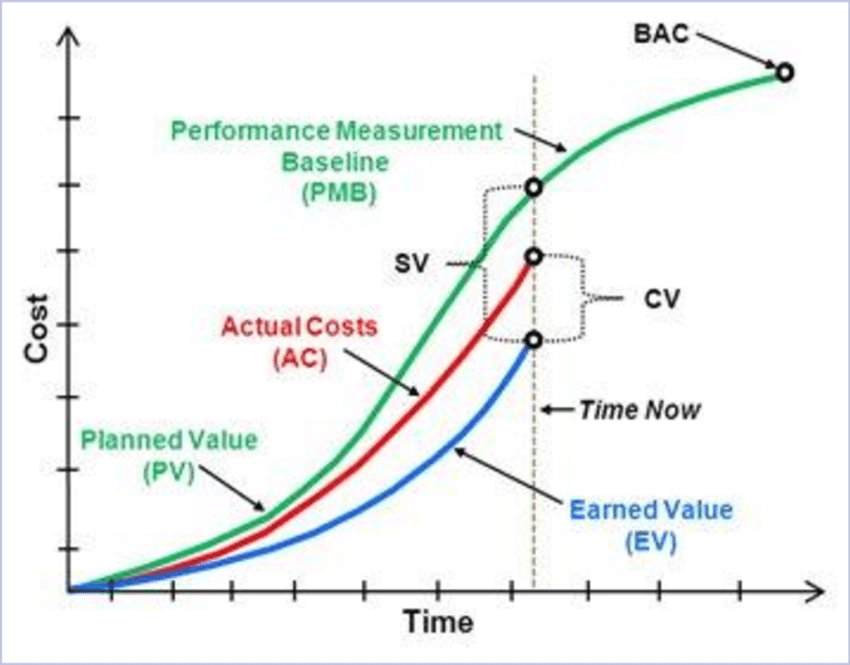 BAC
Performance Measurement
Baseline
(PMB)
SV
CV
Cost
Actual Costs
(AC)
Time Now
Planned Value
(PV)
Earned Value
(EV)
Time